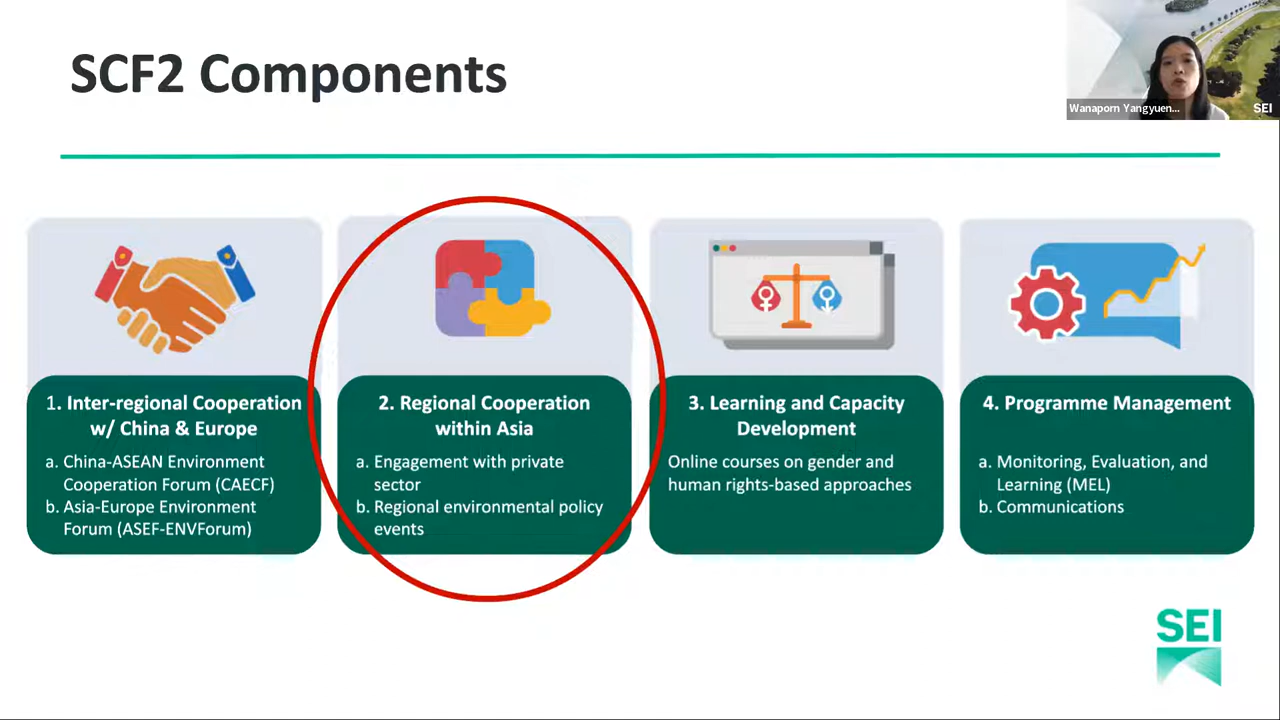 SCF2 Components
Wanaporn Yangyuen...
SEI
1. Inter-regional Cooperation
w/ China & Europe
a. China-ASEAN Environment
Cooperation Forum (CAECF)
b. Asia-Europe Environment
Forum (ASEF-ENVForum)
2. Regional Cooperation
within Asia
a. Engagement with private
sector
b. Regional environmental policy
events
3. Learning and Capacity
Development
Online courses on gender and
human rights-based approaches
4. Programme Management
a. Monitoring, Evaluation, and
Learning (MEL)
b. Communications
SEI